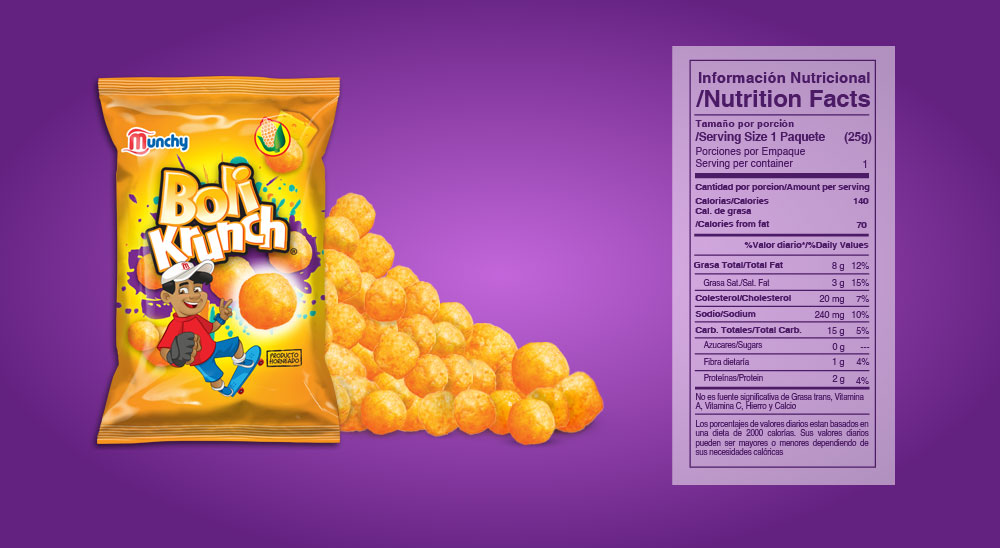 Munchy
Boli
Krunch®
PRODUCTO
HORNEADO
Información Nutricional
/Nutrition Facts
Tamaño por porción
/Serving Size 1 Paquete (25g)
Porciones por Empaque
Serving per container 1
Cantidad por porcion/Amount per serving
Calorías/Calories 140
Cal. de grasa
/Calories from fat 70
%Valor diario*/%Daily Values
Grasa Total/Total Fat 8 g 12%
Grasa Sat./Sat. Fat 3 g 15%
Colesterol/Cholesterol 20 mg 7%
Sodio/Sodium 240 mg 10%
Carb. Totales/Total Carb. 15 g 5%
Azucares/Sugars 0 g ---
Fibra dietaría 1 g 4%
Proteínas/Protein 2 g 4%
No es fuente significativa de Grasa trans, Vitamina
A, Vitamina C, Hierro y Calcio
Los porcentajes de valores diarios estan basados en
una dieta de 2000 calorías. Sus valores diarios
pueden ser mayores o menores dependiendo de
sus necesidades calóricas